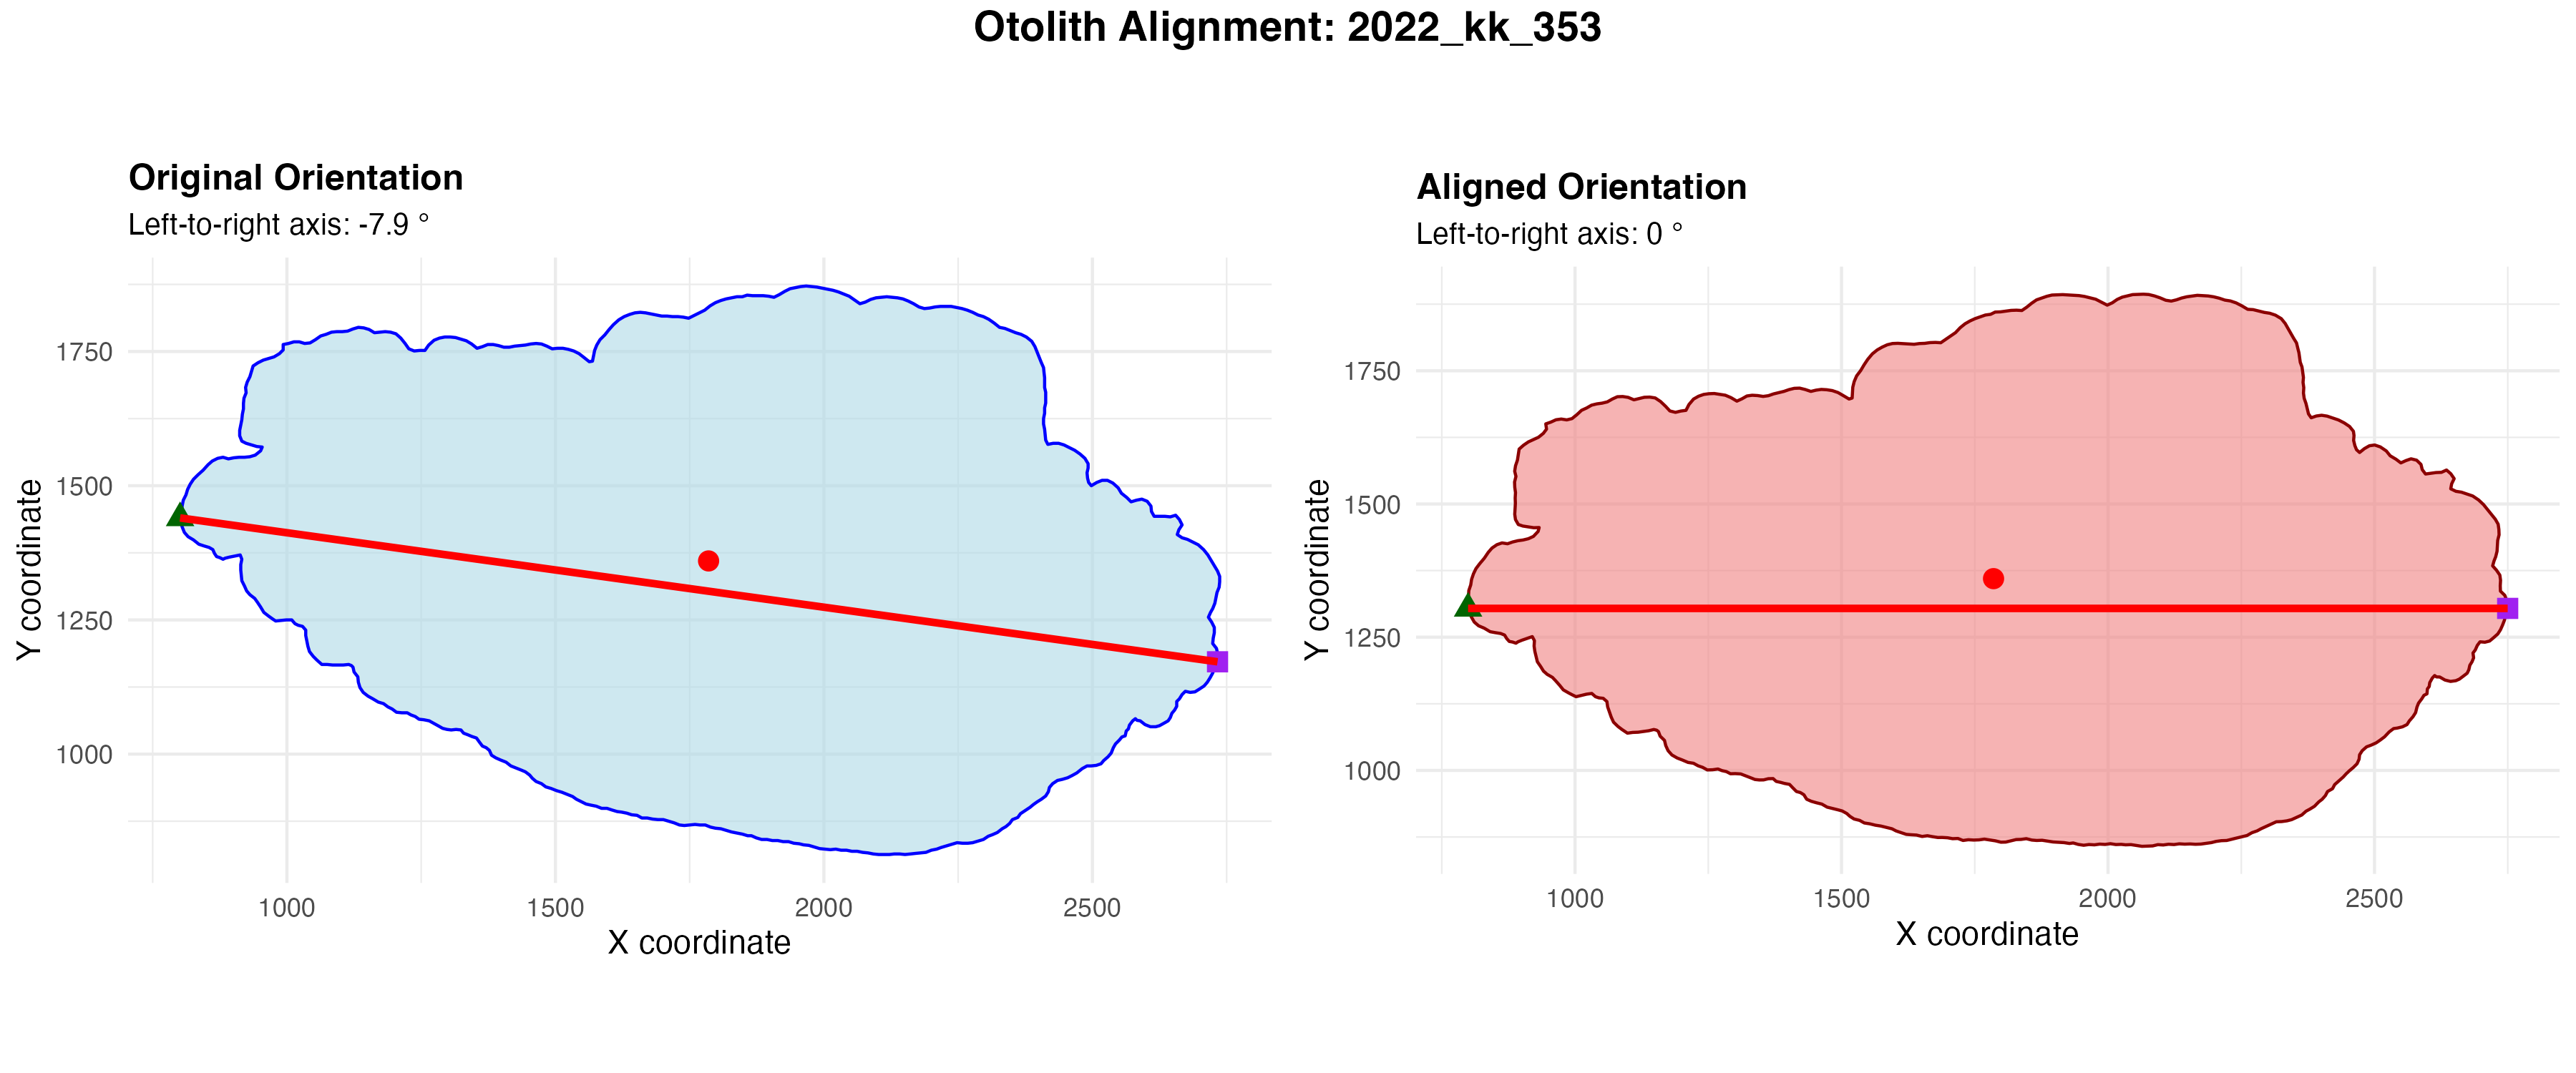 Otolith Alignment: 2022_kk_353
Original Orientation
Left-to-right axis: -7.9 °
Y coordinate
1750
1500
1250
1000
1000 1500 2000 2500
X coordinate
Aligned Orientation
Left-to-right axis: 0 °
Y coordinate
1750
1500
1250
1000
1000 1500 2000 2500
X coordinate